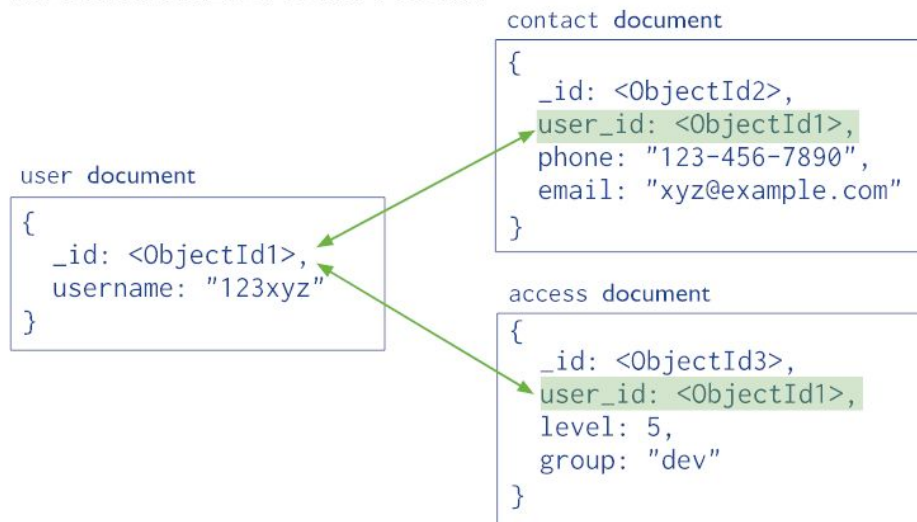 contact document
{
_id: <ObjectId2>,
user_id: <ObjectId1>,
phone: "123-456-7890",
email: "xyz@example.com"
}
user document
{
_id: <ObjectId1>,
username: "123xyz"
}
access document
{
_id: <ObjectId3>,
user_id: <ObjectId1>,
level: 5,
group: "dev"
}